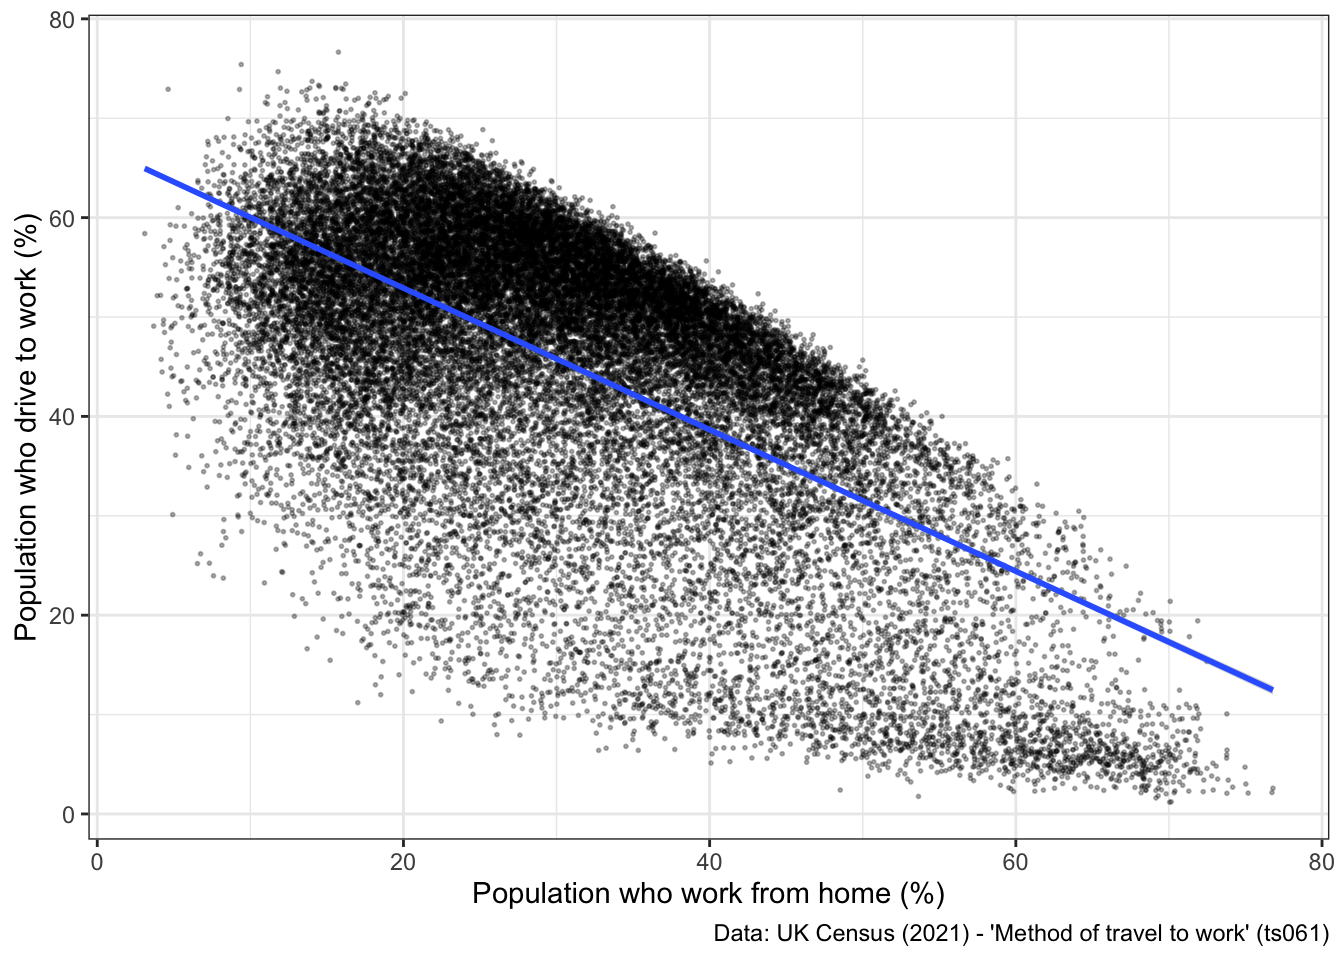 80
60
40
20
0
Population who drive to work (%)
0 20 40 60 80
Population who work from home (%)
Data: UK Census (2021) - 'Method of travel to work' (ts061)